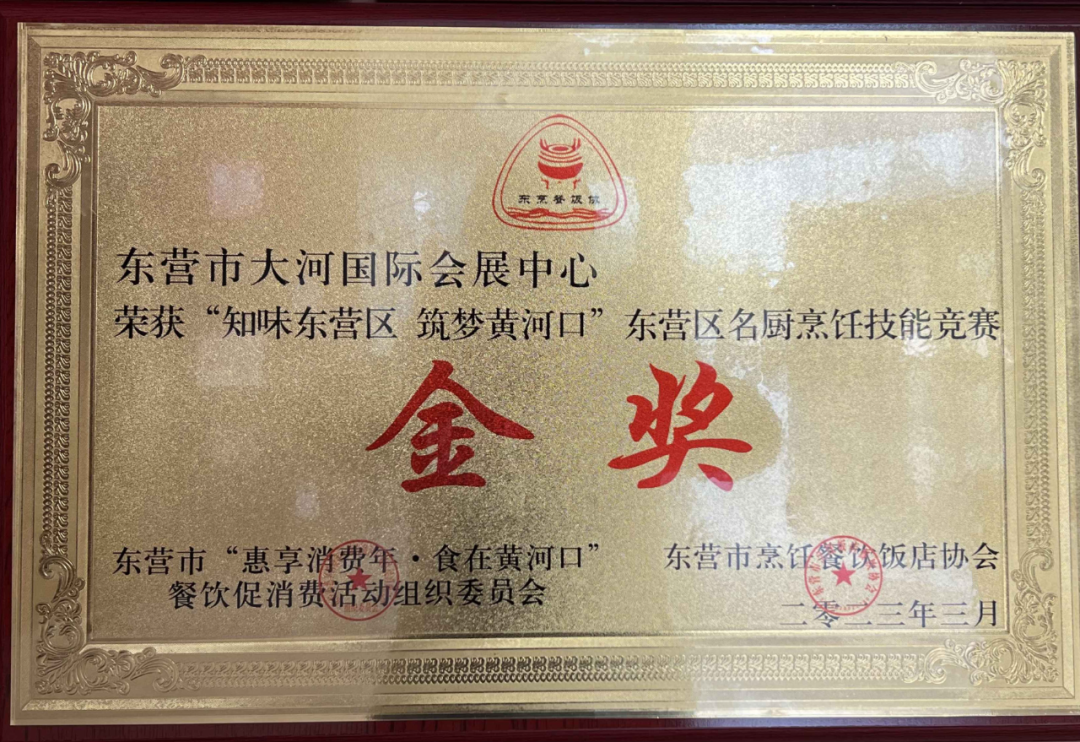 东烹餐饭协
东营市大河国际会展中心
荣获“知味东营区 筑梦黄河口”东营区名厨烹饪技能竞赛
金奖
东营市“惠享消费年·食在黄河口”
餐饮促消费活动组织委员会
东营市烹饪餐饮饭店协会
二零二三年三月